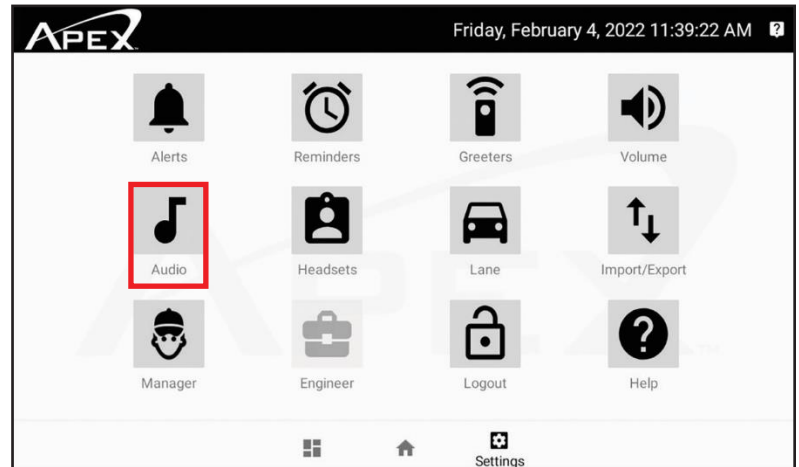 APEX
Friday, February 4, 2022 11:39:22 AM
Alerts
Reminders
Greeters
Volume
Audio
Headsets
Lane
Import/Export
Manager
Engineer
Logout
Help
APEX
Settings